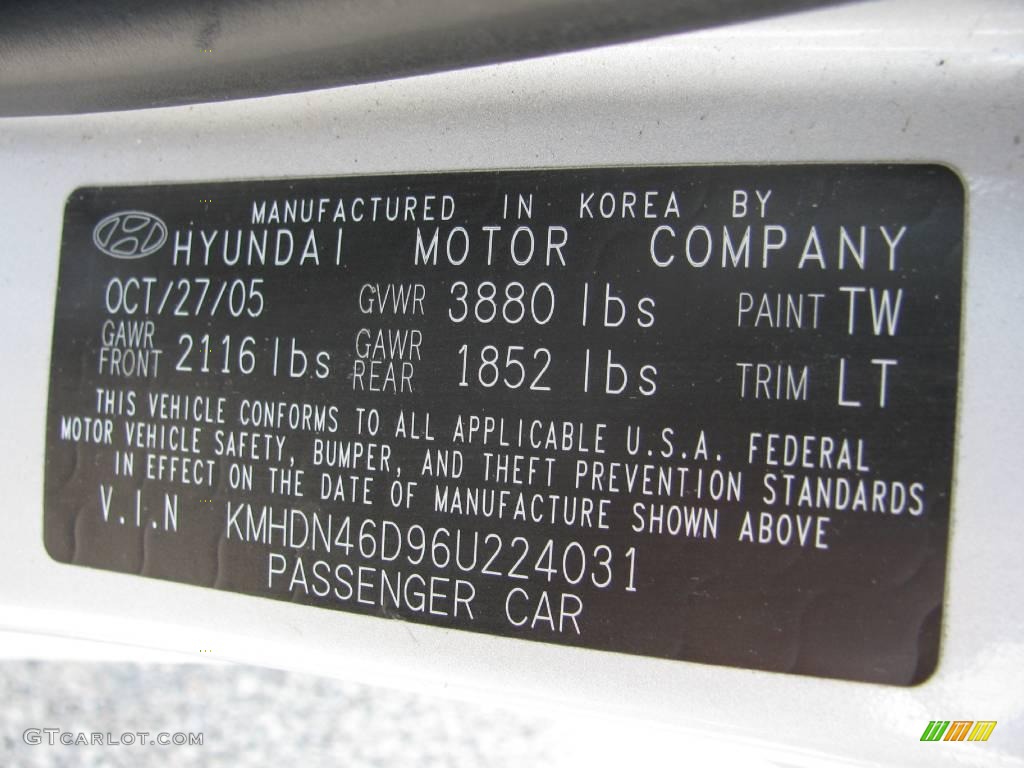 MANUFACTURED IN KOREA BY
HYUNDAI MOTOR COMPANY
OCT/27/05 GVWR 3880 lbs PAINT TW
GAWR FRONT 2116 lbs GAWR REAR 1852 lbs TRIM LT
THIS VEHICLE CONFORMS TO ALL APPLICABLE U.S.A. FEDERAL
MOTOR VEHICLE SAFETY, BUMPER, AND THEFT PREVENTION STANDARDS
IN EFFECT ON THE DATE OF MANUFACTURE SHOWN ABOVE
V.I.N KMHDN46D96U224031
PASSENGER CAR
GTCARLOT.COM